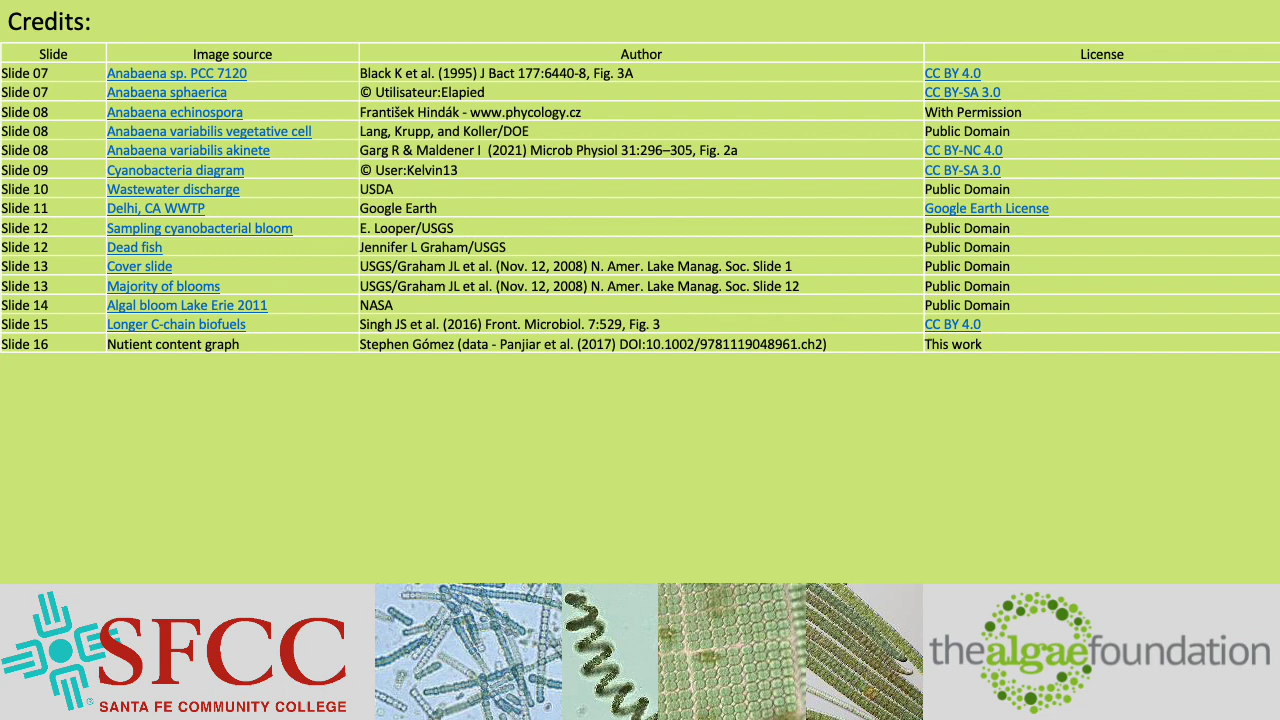 Credits:
Slide Image source Author License
Slide 07 Anabaena sp. PCC 7120 Black K et al. (1995) J Bact 177:6440-8, Fig. 3A CC BY 4.0
Slide 07 Anabaena sphaerica © Utilisateur:Elapied CC BY-SA 3.0
Slide 08 Anabaena echinospora František Hindák - www.phycology.cz With Permission
Slide 08 Anabaena variabilis vegetative cell Lang, Krupp, and Koller/DOE Public Domain
Slide 08 Anabaena variabilis akinete Garg R & Maldener I (2021) Microb Physiol 31:296–305, Fig. 2a CC BY-NC 4.0
Slide 09 Cyanobacteria diagram © User:Kelvin13 CC BY-SA 3.0
Slide 10 Wastewater discharge USDA Public Domain
Slide 11 Delhi, CA WWTP Google Earth Google Earth License
Slide 12 Sampling cyanobacterial bloom E. Looper/USGS Public Domain
Slide 12 Dead fish Jennifer L Graham/USGS Public Domain
Slide 13 Cover slide USGS/Graham JL et al. (Nov. 12, 2008) N. Amer. Lake Manag. Soc. Slide 1 Public Domain
Slide 13 Majority of blooms USGS/Graham JL et al. (Nov. 12, 2008) N. Amer. Lake Manag. Soc. Slide 12 Public Domain
Slide 14 Algal bloom Lake Erie 2011 NASA Public Domain
Slide 15 Longer C-chain biofuels Singh JS et al. (2016) Front. Microbiol. 7:529, Fig. 3 CC BY 4.0
Slide 16 Nutient content graph Stephen Gómez (data - Panjiar et al. (2017) DOI:10.1002/9781119048961.ch2) This work
SFCC
® SANTA FE COMMUNITY COLLEGE
thealgaefoundation